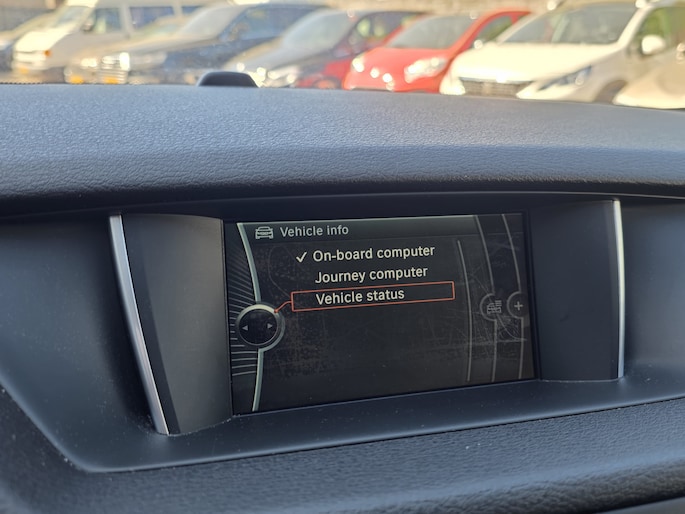 Vehicle info
✓ On-board computer
Journey computer
Vehicle status